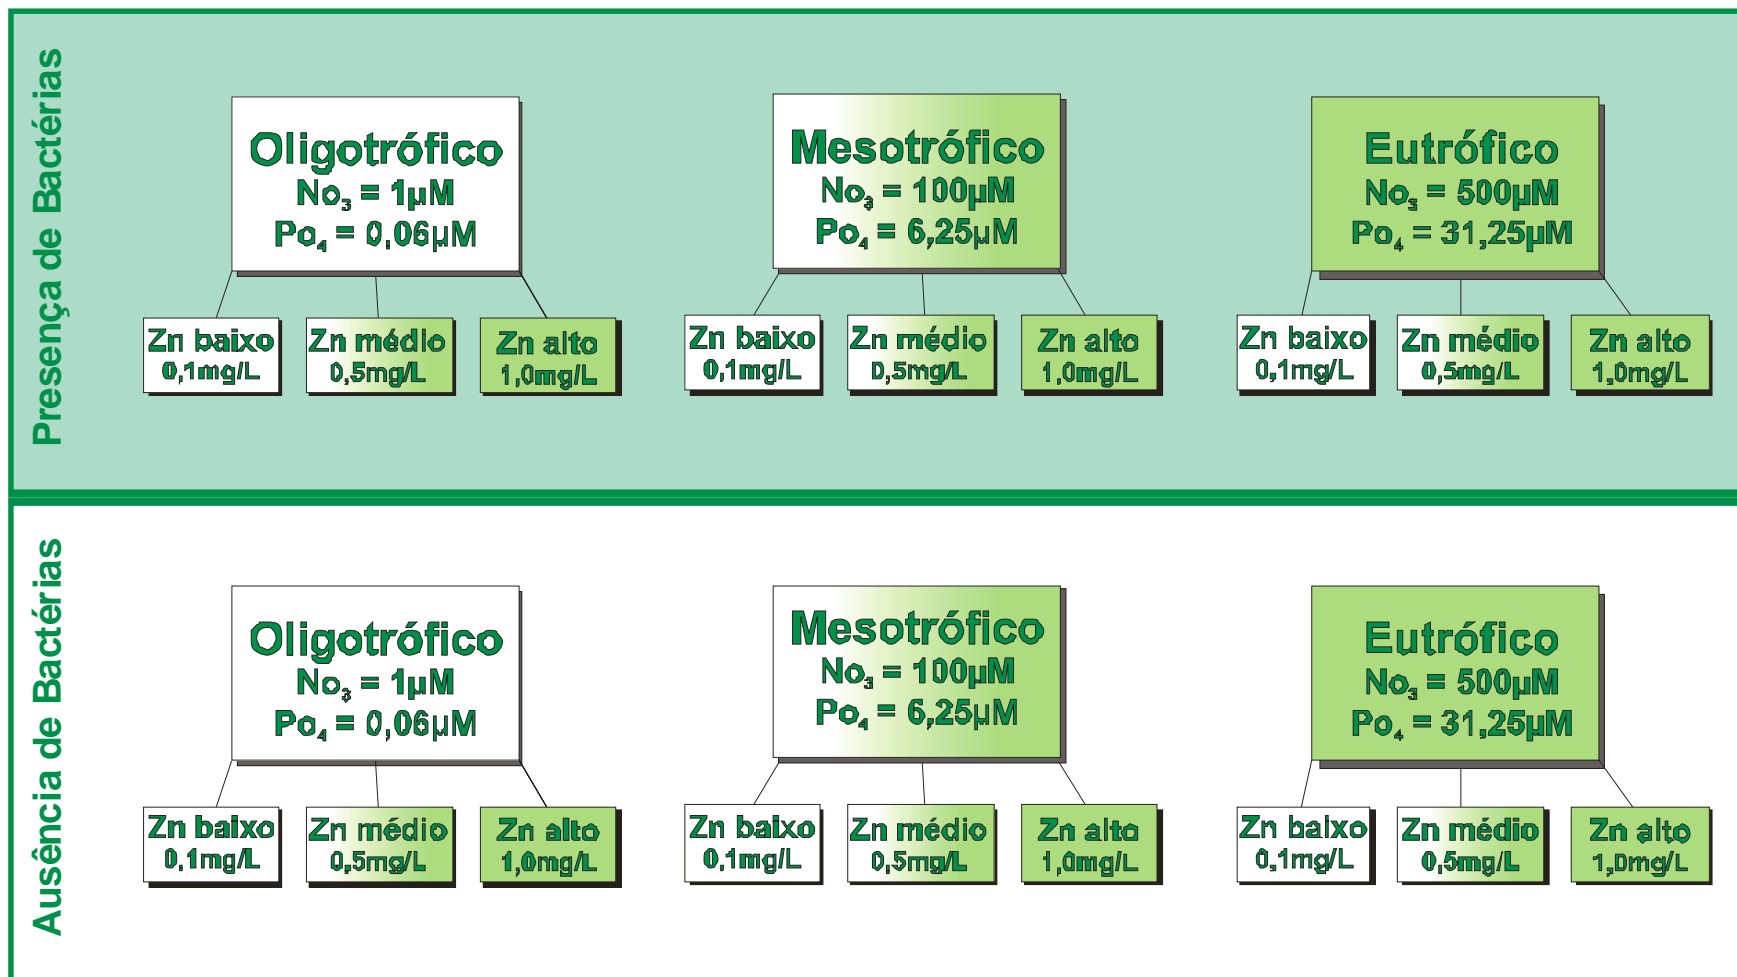 Presença de Bactérias
Oligotrófico
No₃ = 1µM
Po₄ = 0,06µM
Zn baixo
0,1mg/L
Zn médio
0,5mg/L
Zn alto
1,0mg/L
Mesotrófico
No₃ = 100µM
Po₄ = 6,25µM
Zn baixo
0,1mg/L
Zn médio
0,5mg/L
Zn alto
1,0mg/L
Eutrófico
No₃ = 500µM
Po₄ = 31,25µM
Zn baixo
0,1mg/L
Zn médio
0,5mg/L
Zn alto
1,0mg/L
Ausência de Bactérias
Oligotrófico
No₃ = 1µM
Po₄ = 0,06µM
Zn baixo
0,1mg/L
Zn médio
0,5mg/L
Zn alto
1,0mg/L
Mesotrófico
No₃ = 100µM
Po₄ = 6,25µM
Zn baixo
0,1mg/L
Zn médio
0,5mg/L
Zn alto
1,0mg/L
Eutrófico
No₃ = 500µM
Po₄ = 31,25µM
Zn baixo
0,1mg/L
Zn médio
0,5mg/L
Zn alto
1,0mg/L